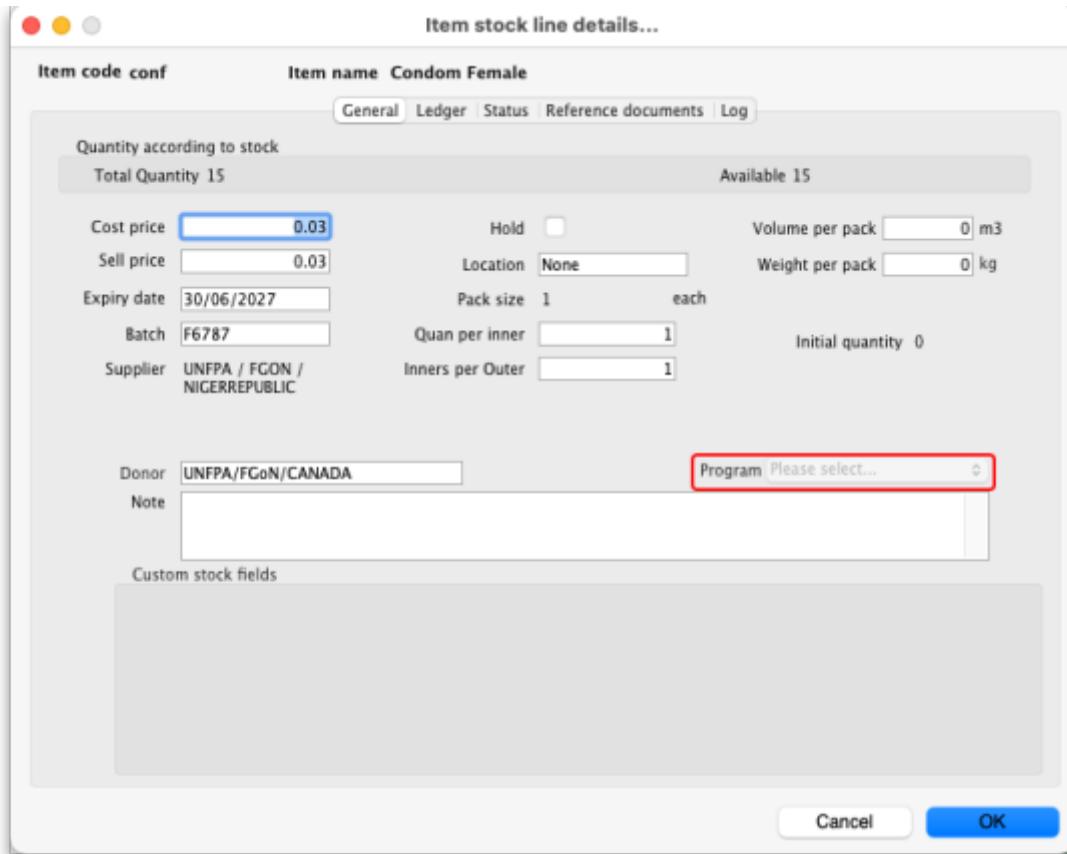 Item stock line details...
Item code conf Item name Condom Female
General Ledger Status Reference documents Log
Quantity according to stock
Total Quantity 15 Available 15
Cost price 0.03 Hold Volume per pack 0 m3
Sell price 0.03 Location None Weight per pack 0 kg
Expiry date 30/06/2027 Pack size 1 each
Batch F6787 Quan per inner 1 Initial quantity 0
Supplier UNFPA / FGON / Inners per Outer 1
NIGERREPUBLIC
Donor UNFPA/FGoN/CANADA Program Please select...
Note
Custom stock fields
Cancel OK